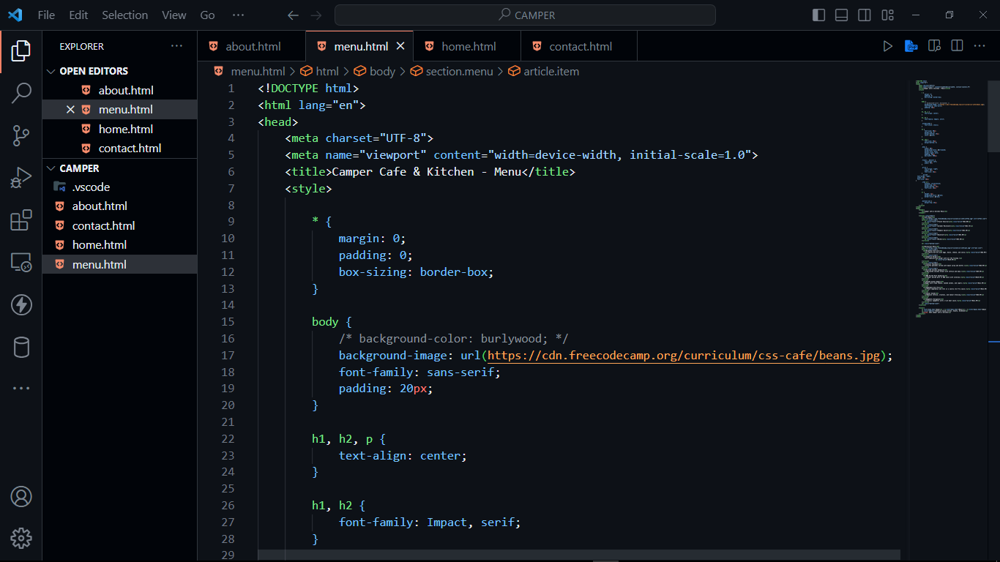 File Edit Selection View Go ··· CAMPER
EXPLORER ···
OPEN EDITORS
about.html
menu.html
home.html
contact.html
CAMPER
.vscode
about.html
contact.html
home.html
menu.html
about.html menu.html home.html contact.html
menu.html > html > body > section.menu > article.item
1 <!DOCTYPE html>
2 <html lang="en">
3 <head>
4 <meta charset="UTF-8">
5 <meta name="viewport" content="width=device-width, initial-scale=1.0">
6 <title>Camper Cafe & Kitchen - Menu</title>
7 <style>
8
9 * {
10 margin: 0;
11 padding: 0;
12 box-sizing: border-box;
13 }
14
15 body {
16 /* background-color: burlywood; */
17 background-image: url(https://cdn.freecodecamp.org/curriculum/css-cafe/beans.jpg);
18 font-family: sans-serif;
19 padding: 20px;
20 }
21
22 h1, h2, p {
23 text-align: center;
24 }
25
26 h1, h2 {
27 font-family: Impact, serif;
28 }
29